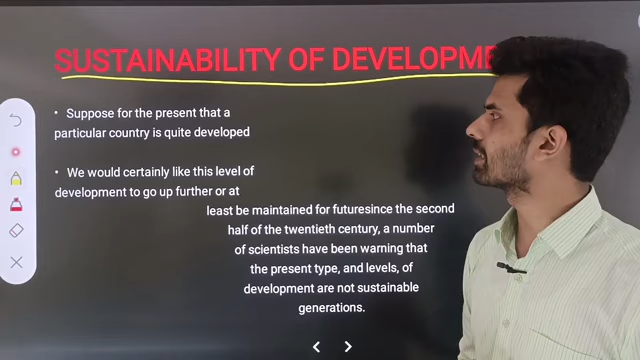 SUSTAINABILITY OF DEVELOPME
• Suppose for the present that a
particular country is quite developed
• We would certainly like this level of
development to go up further or at
least be maintained for futuresince the second
half of the twentieth century, a number
of scientists have been warning that
the present type, and levels, of
development are not sustainable
generations.